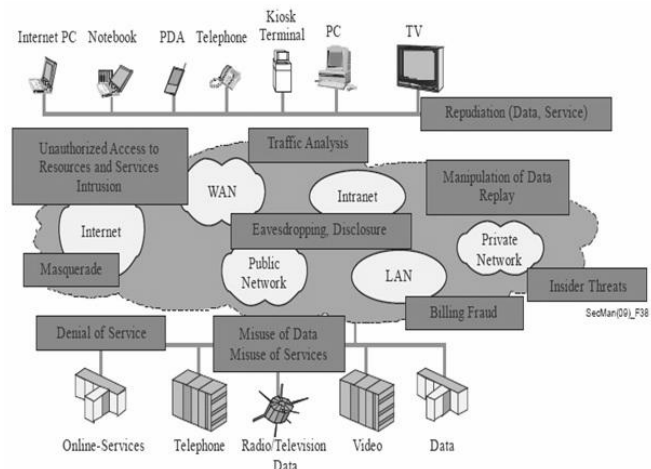 Kiosk
Terminal
Internet PC
Notebook
PDA
Telephone
PC
TV
Repudiation (Data, Service)
Traffic Analysis
Unauthorized Access to
Resources and Services
Intrusion
WAN
Intranet
Manipulation of Data
Replay
Internet
Eavesdropping, Disclosure
Private
Network
Masquerade
Public
Network
LAN
Insider Threats
Billing Fraud
SecMan(09)_F38
Denial of Service
Misuse of Data
Misuse of Services
Online-Services
Telephone
Radio/Television
Data
Video
Data